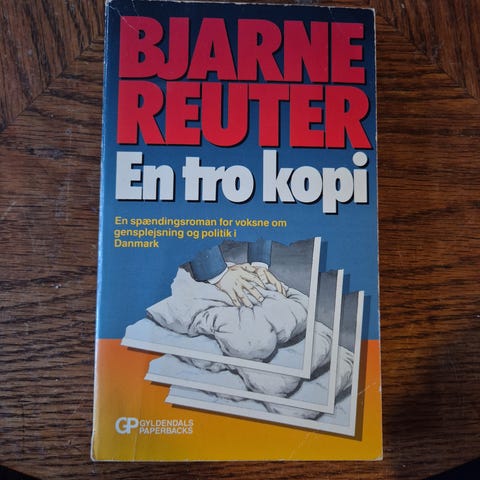 BJARNE
REUTER
En tro kopi
En spændingsroman for voksne om
gensplejsning og politik i
Danmark
GP GYLDENDALS
PAPERBACKS